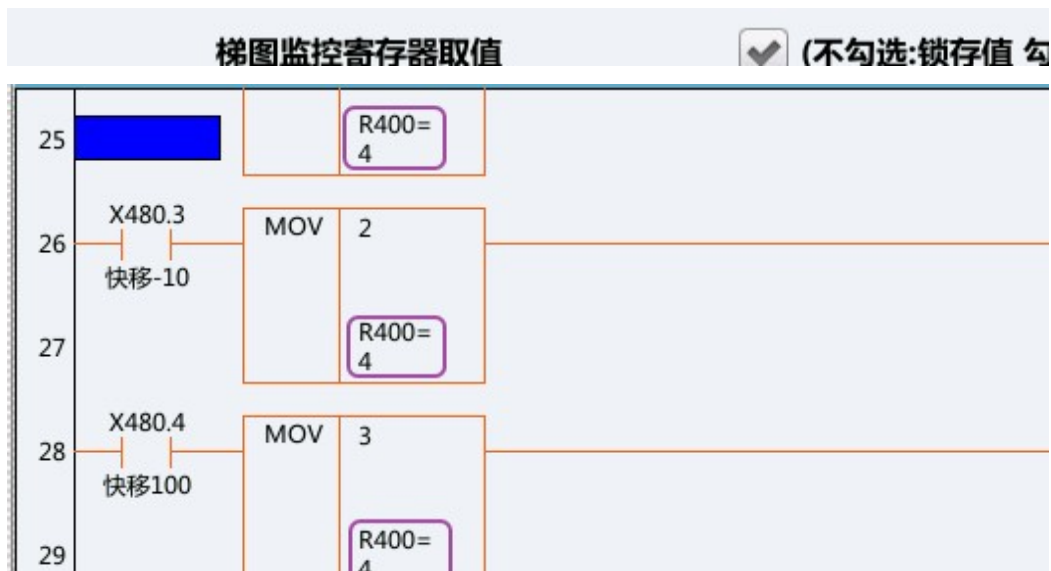 梯图监控寄存器取值
(不勾选:锁存值 勾
25
R400=
4
X480.3
26
MOV
2
快移-10
27
R400=
4
X480.4
28
MOV
3
快移100
29
R400=
4